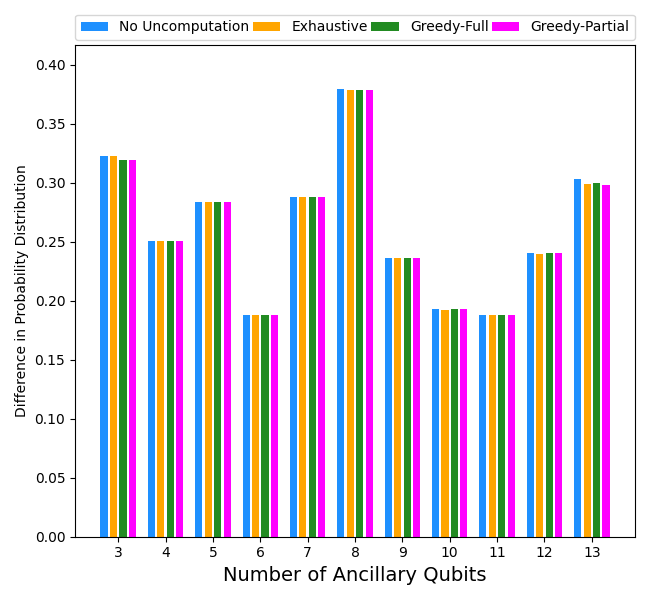 No Uncomputation Exhaustive Greedy-Full Greedy-Partial
0.40
0.35
0.30
0.25
0.20
0.15
0.10
0.05
0.00
Difference in Probability Distribution
3 4 5 6 7 8 9 10 11 12 13
Number of Ancillary Qubits